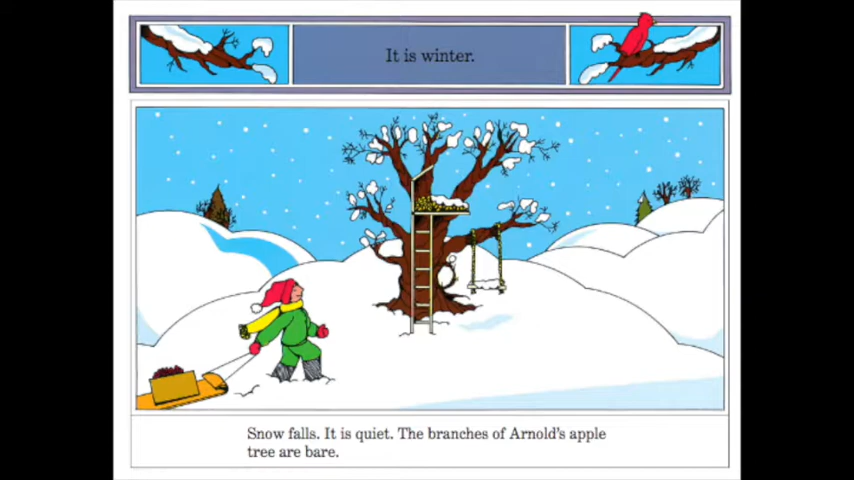 It is winter.
Snow falls. It is quiet. The branches of Arnold's apple
tree are bare.